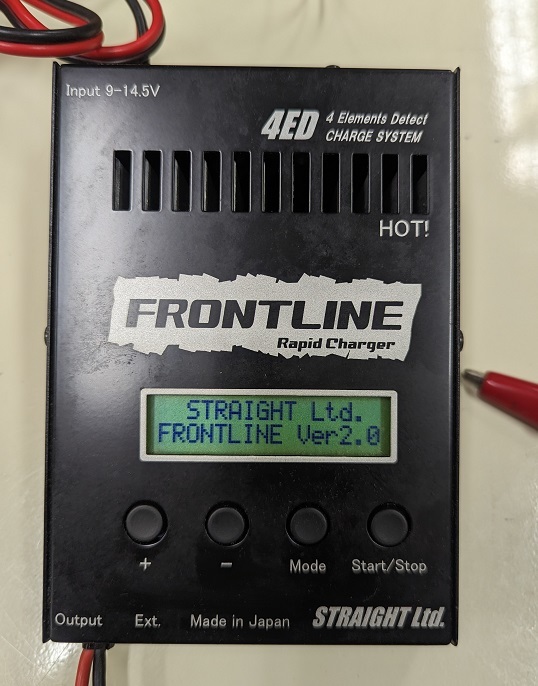 Input 9-14.5V
4ED 4 Elements Detect
CHARGE SYSTEM
HOT!
FRONTLINE
Rapid Charger
STRAIGHT Ltd.
FRONTLINE Ver2.0
+ - Mode Start/Stop
Output Ext. Made in Japan STRAIGHT Ltd.